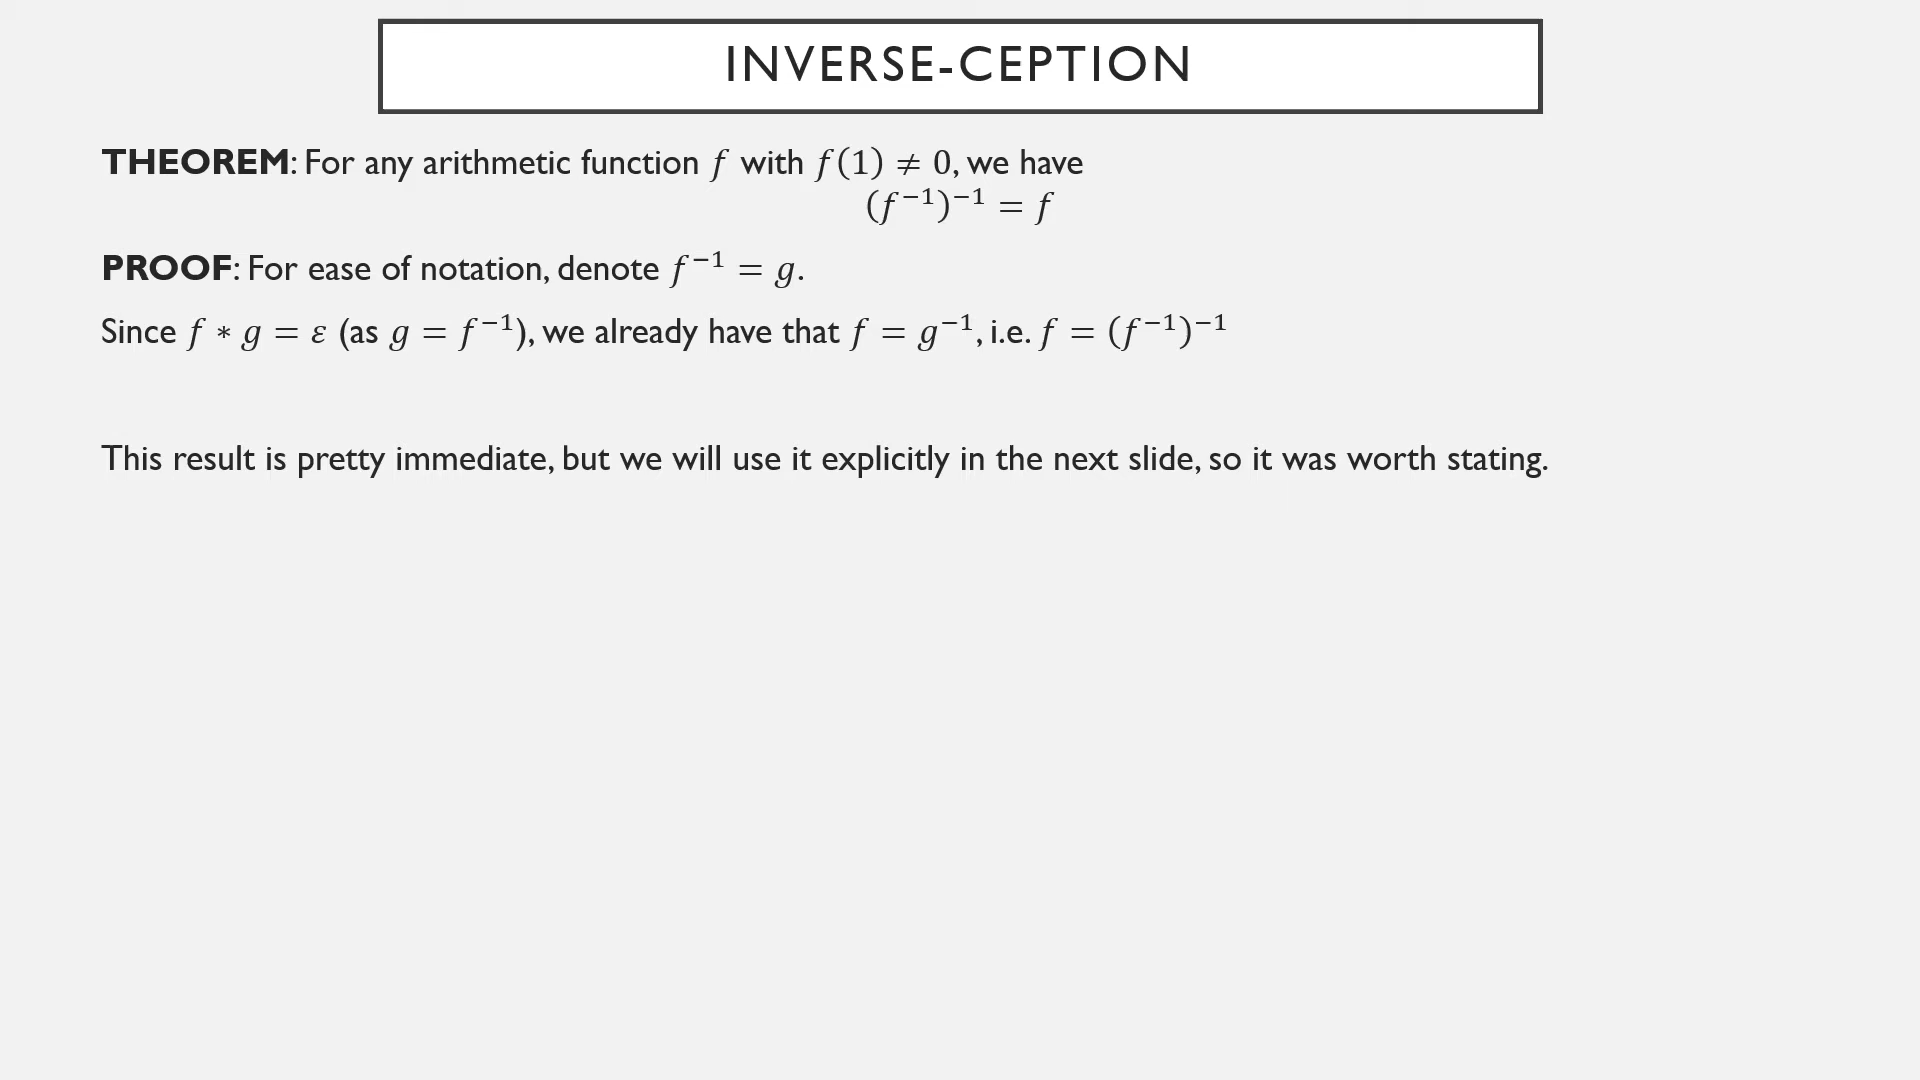 INVERSE-CEPTION
THEOREM: For any arithmetic function f with f(1) ≠ 0, we have
(f⁻¹)⁻¹ = f
PROOF: For ease of notation, denote f⁻¹ = g.
Since f ∗ g = ε (as g = f⁻¹), we already have that f = g⁻¹, i.e. f = (f⁻¹)⁻¹
This result is pretty immediate, but we will use it explicitly in the next slide, so it was worth stating.